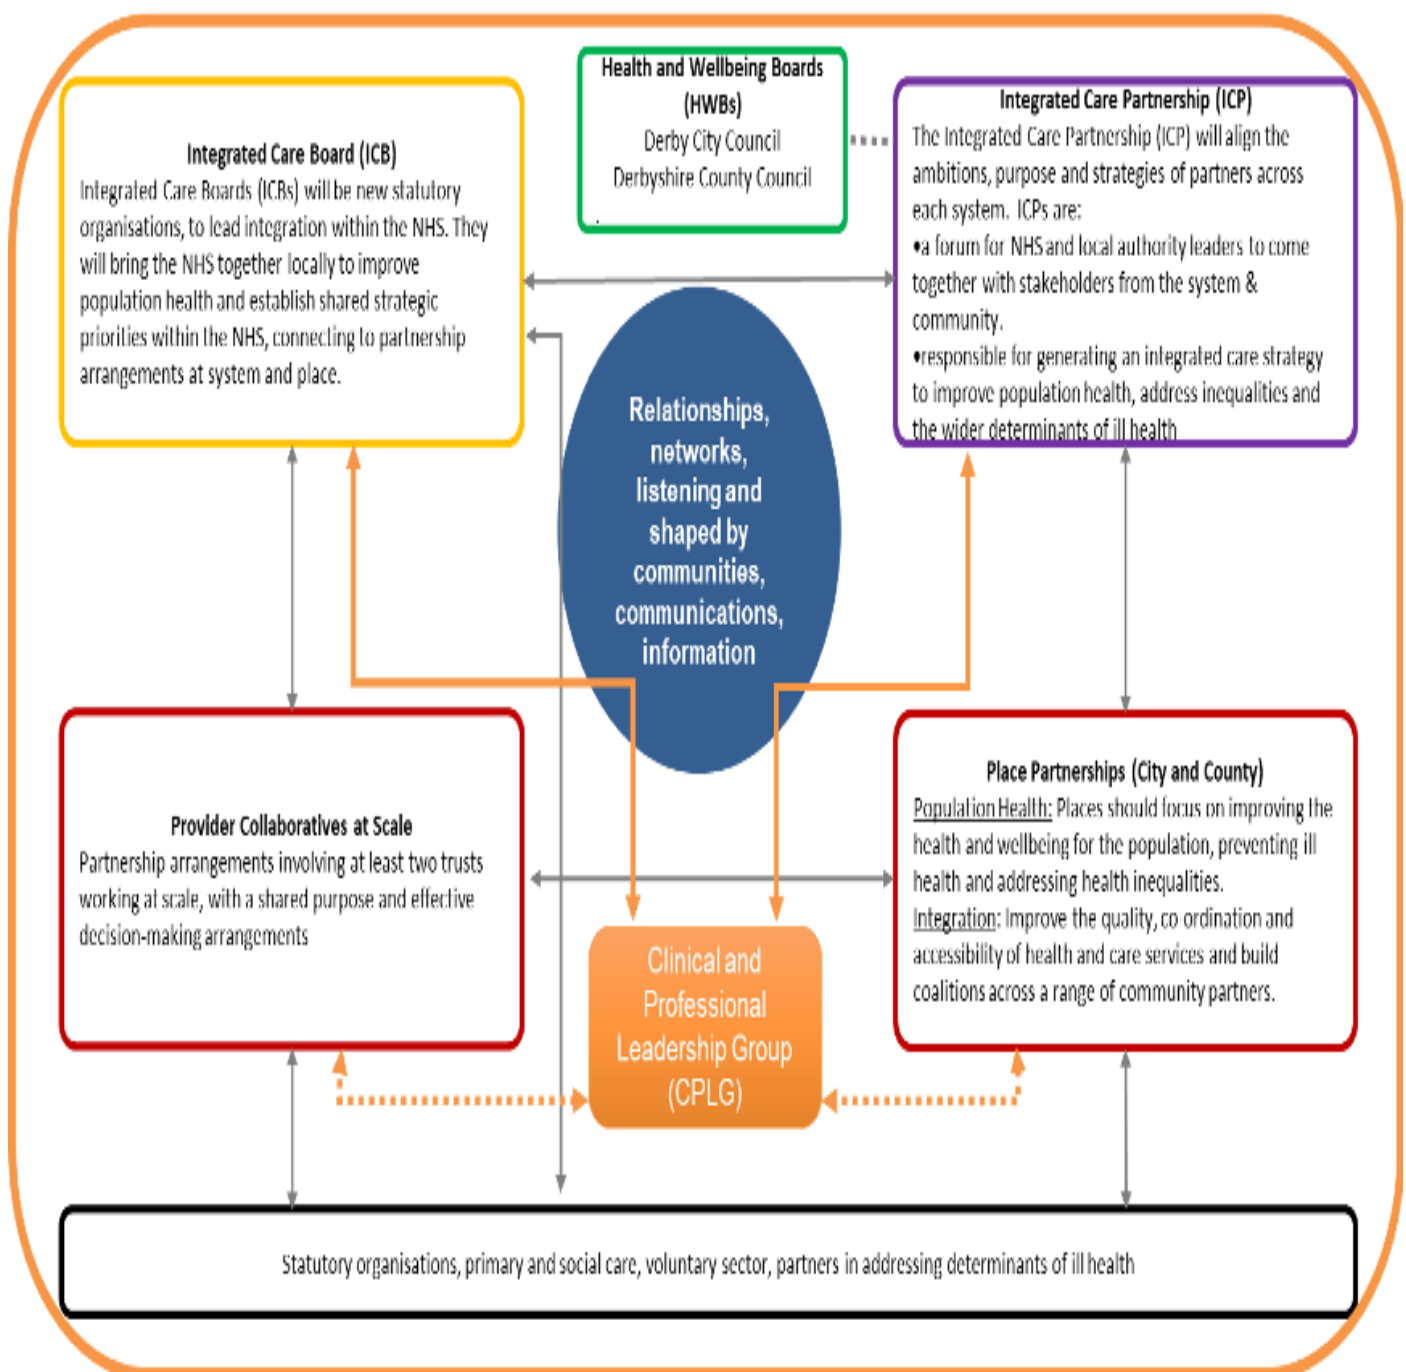 Health and Wellbeing Boards
(HWBs)
Derby City Council
Derbyshire County Council
.
Integrated Care Board (ICB)
Integrated Care Boards (ICBs) will be new statutory
organisations, to lead integration within the NHS. They
will bring the NHS together locally to improve
population health and establish shared strategic
priorities within the NHS, connecting to partnership
arrangements at system and place.
Integrated Care Partnership (ICP)
The Integrated Care Partnership (ICP) will align the
ambitions, purpose and strategies of partners across
each system. ICPs are:
•a forum for NHS and local authority leaders to come
together with stakeholders from the system &
community.
•responsible for generating an integrated care strategy
to improve population health, address inequalities and
the wider determinants of ill health
Relationships,
networks,
listening and
shaped by
communities,
communications,
information
Provider Collaboratives at Scale
Partnership arrangements involving at least two trusts
working at scale, with a shared purpose and effective
decision-making arrangements
Place Partnerships (City and County)
Population Health: Places should focus on improving the
health and wellbeing for the population, preventing ill
health and addressing health inequalities.
Integration: Improve the quality, co ordination and
accessibility of health and care services and build
coalitions across a range of community partners.
Clinical and
Professional
Leadership Group
(CPLG)
Statutory organisations, primary and social care, voluntary sector, partners in addressing determinants of ill health